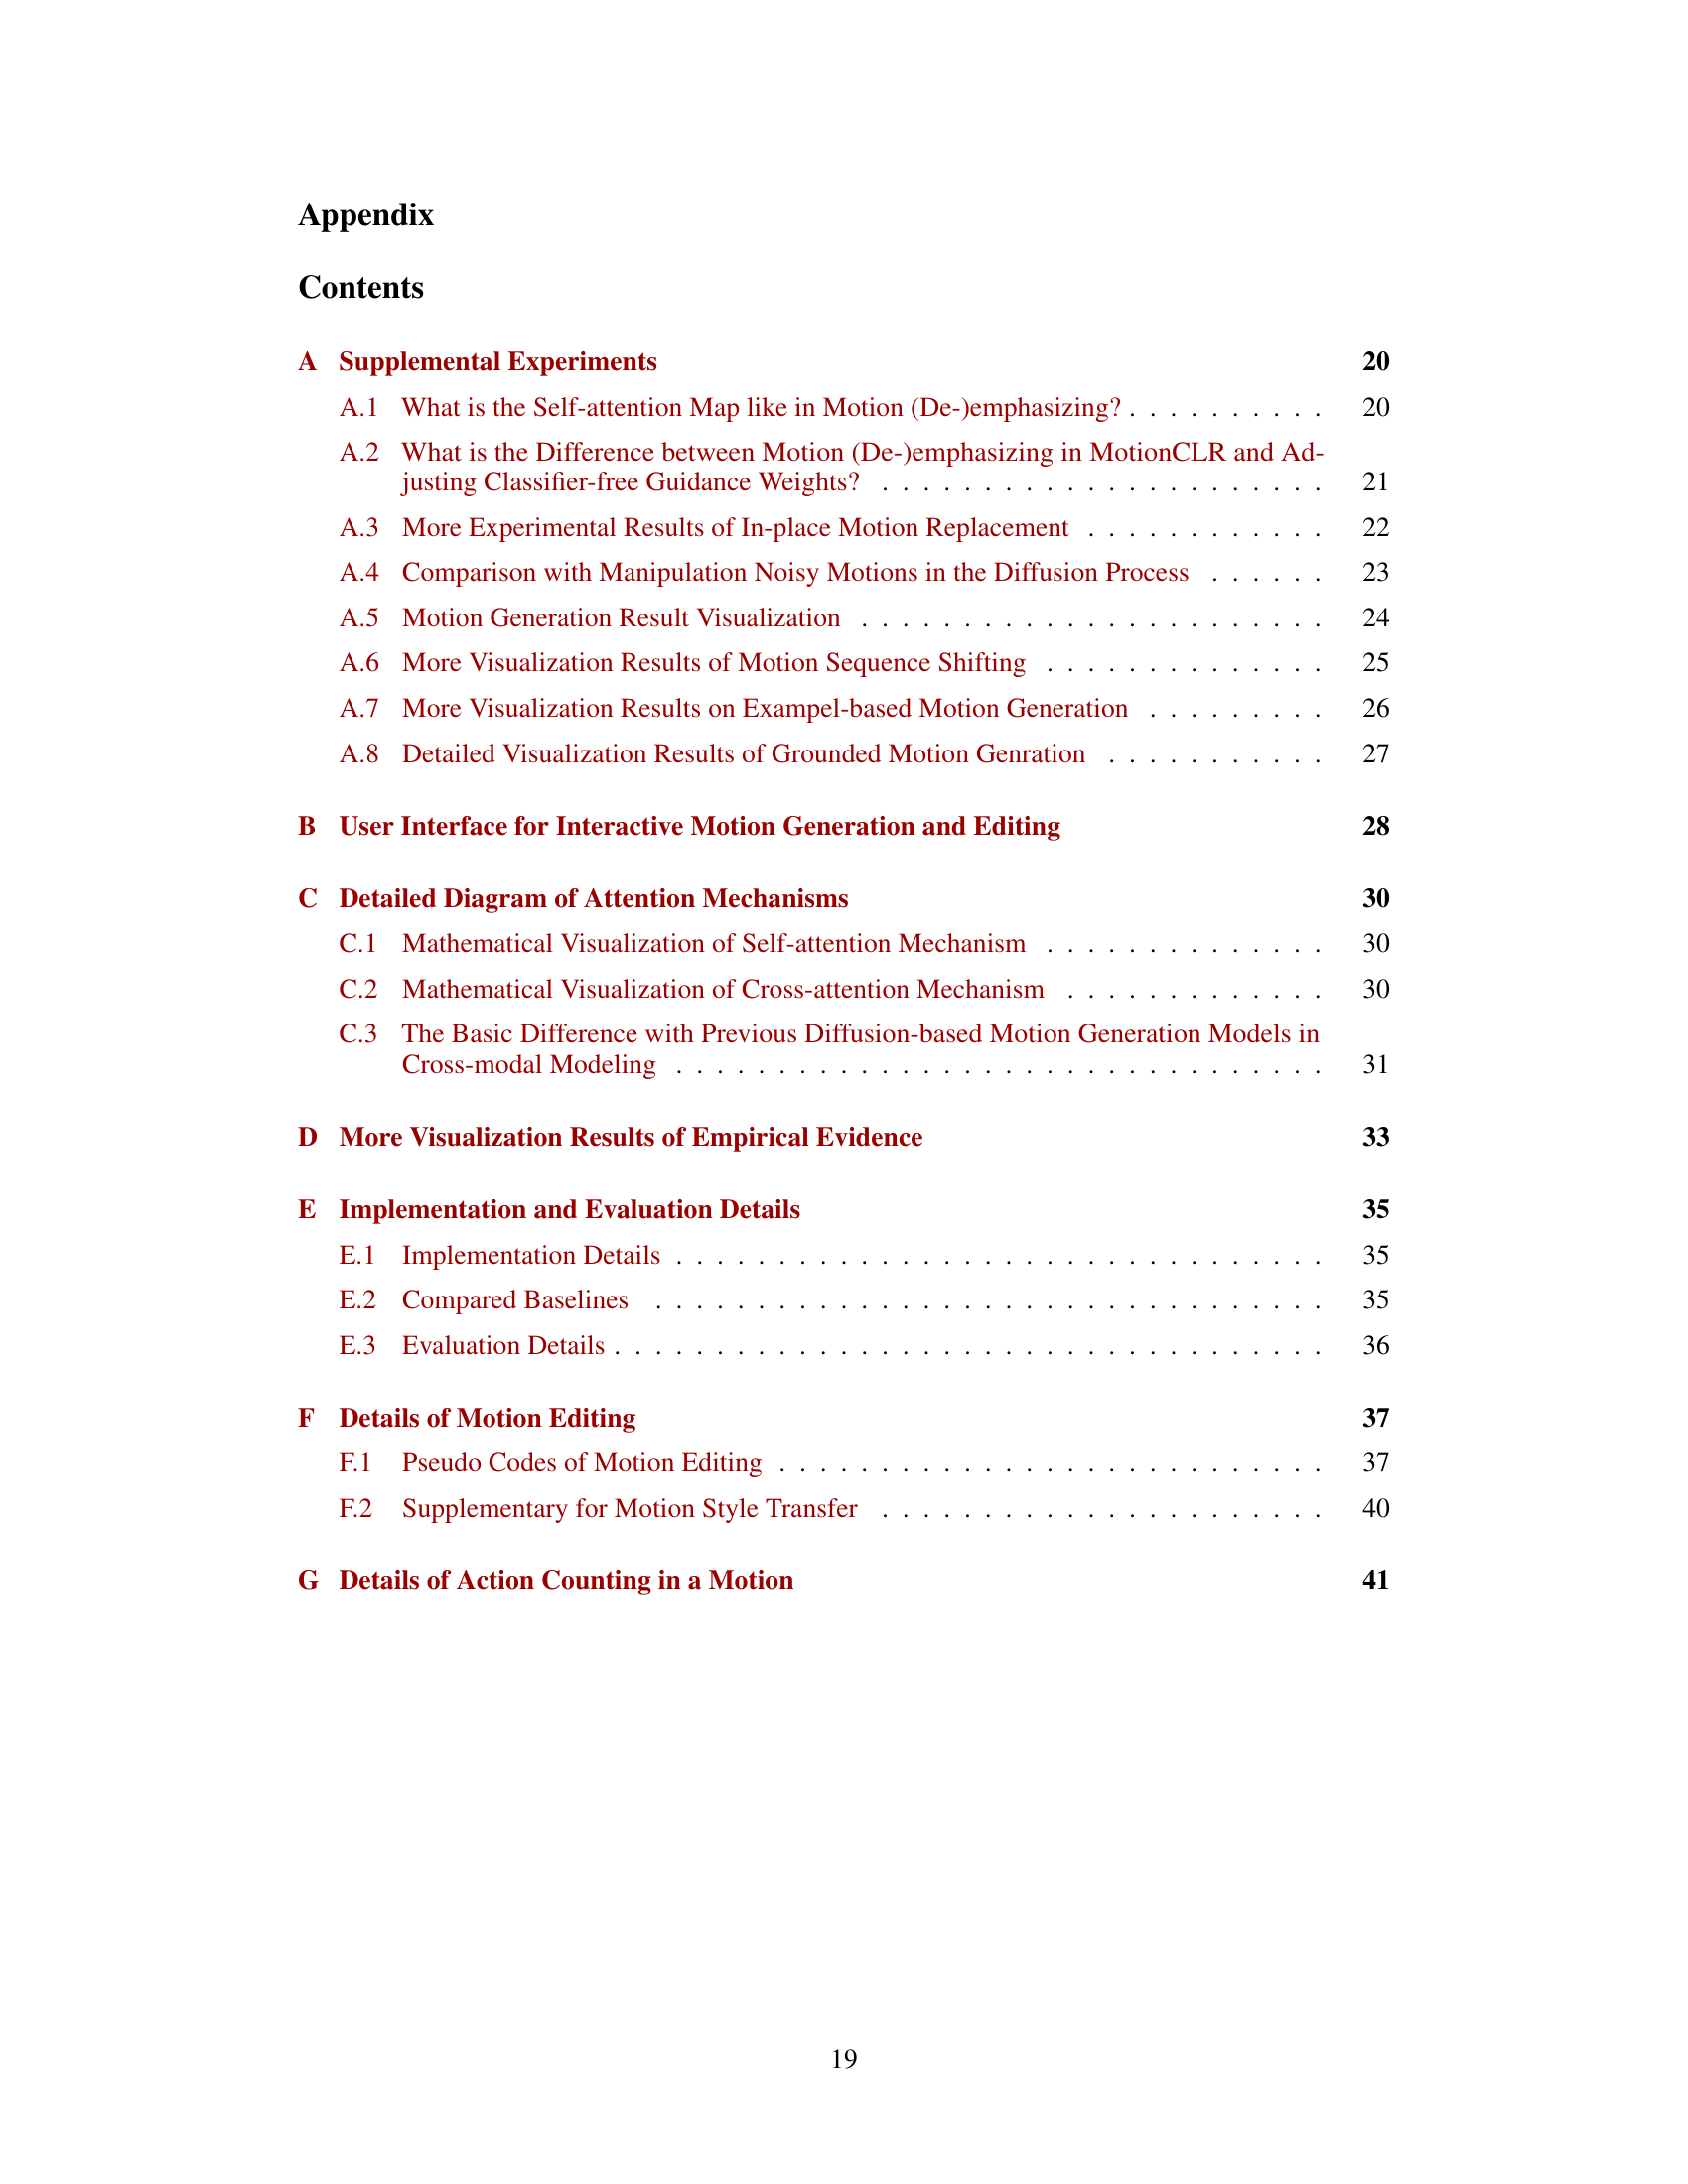 Appendix
Contents
A Supplemental Experiments 20
A.1 What is the Self-attention Map like in Motion (De-)emphasizing? . . . . . . . . . . 20
A.2 What is the Difference between Motion (De-)emphasizing in MotionCLR and Ad-
justing Classifier-free Guidance Weights? . . . . . . . . . . . . . . . . . . . . . . 21
A.3 More Experimental Results of In-place Motion Replacement . . . . . . . . . . . . 22
A.4 Comparison with Manipulation Noisy Motions in the Diffusion Process . . . . . . 23
A.5 Motion Generation Result Visualization . . . . . . . . . . . . . . . . . . . . . . . 24
A.6 More Visualization Results of Motion Sequence Shifting . . . . . . . . . . . . . . 25
A.7 More Visualization Results on Exampel-based Motion Generation . . . . . . . . . 26
A.8 Detailed Visualization Results of Grounded Motion Genration . . . . . . . . . . . 27
B User Interface for Interactive Motion Generation and Editing 28
C Detailed Diagram of Attention Mechanisms 30
C.1 Mathematical Visualization of Self-attention Mechanism . . . . . . . . . . . . . . 30
C.2 Mathematical Visualization of Cross-attention Mechanism . . . . . . . . . . . . . 30
C.3 The Basic Difference with Previous Diffusion-based Motion Generation Models in
Cross-modal Modeling . . . . . . . . . . . . . . . . . . . . . . . . . . . . . . . . 31
D More Visualization Results of Empirical Evidence 33
E Implementation and Evaluation Details 35
E.1 Implementation Details . . . . . . . . . . . . . . . . . . . . . . . . . . . . . . . . 35
E.2 Compared Baselines . . . . . . . . . . . . . . . . . . . . . . . . . . . . . . . . . 35
E.3 Evaluation Details . . . . . . . . . . . . . . . . . . . . . . . . . . . . . . . . . . . 36
F Details of Motion Editing 37
F.1 Pseudo Codes of Motion Editing . . . . . . . . . . . . . . . . . . . . . . . . . . . 37
F.2 Supplementary for Motion Style Transfer . . . . . . . . . . . . . . . . . . . . . . 40
G Details of Action Counting in a Motion 41
19